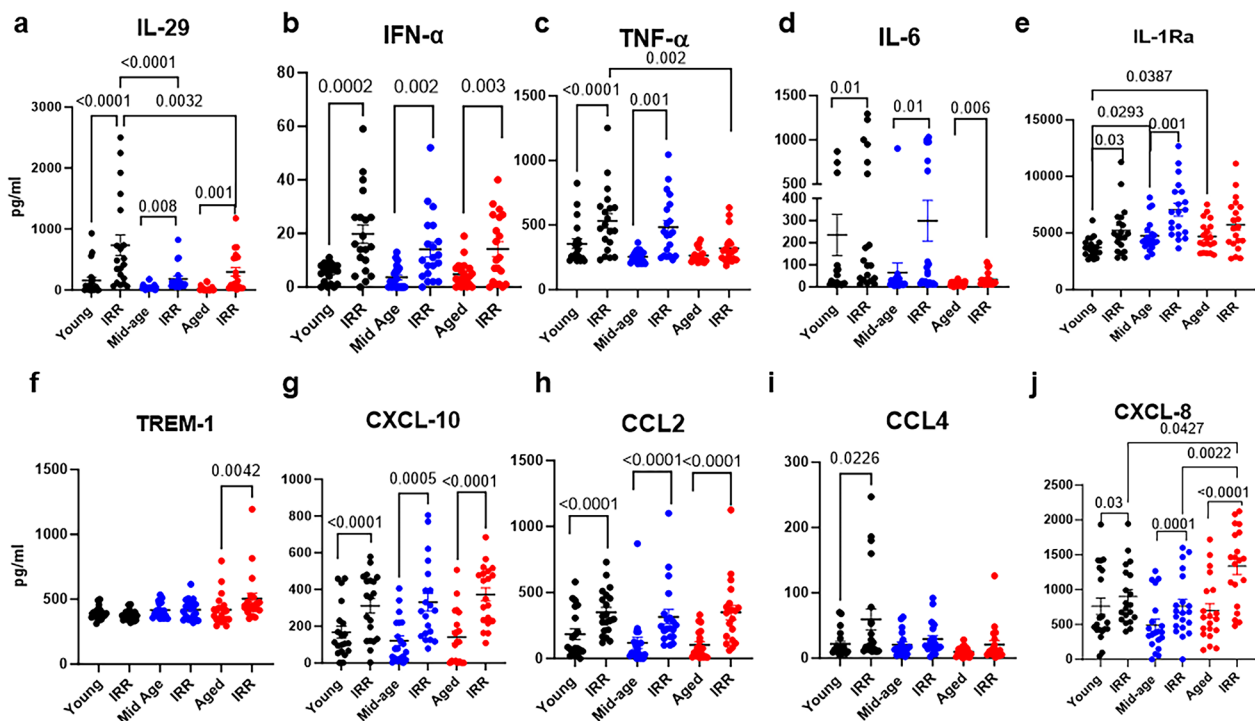 a
IL-29
<0.0001
<0.0001
0.0032
0.008
0.001
pg/ml
3000
2000
1000
500
0
Young
IRR
Mid-age
IRR
Aged
IRR
b
IFN-α
0.0002
0.002
0.003
80
60
40
20
0
Young
IRR
Mid Age
IRR
Aged
IRR
c
TNF-α
0.002
<0.0001
0.001
1500
1000
500
0
Young
IRR
Mid-age
IRR
Aged
IRR
d
IL-6
0.01
0.01
0.006
1500
1000
500
400
300
200
100
0
Young
IRR
Mid-age
IRR
Aged
IRR
e
IL-1Ra
0.0387
0.0293
0.03
0.001
15000
10000
5000
0
Young
IRR
Mid Age
IRR
Aged
IRR
f
TREM-1
0.0042
pg/ml
1500
1000
500
0
Young
IRR
Mid Age
IRR
Aged
IRR
g
CXCL-10
<0.0001
0.0005
<0.0001
1000
800
600
400
200
0
Young
IRR
Mid-age
IRR
Aged
IRR
h
CCL2
<0.0001
<0.0001
<0.0001
1500
1000
500
0
Young
IRR
Mid-age
IRR
Aged
IRR
i
CCL4
0.0226
300
200
100
0
Young
IRR
Mid-age
IRR
Aged
IRR
j
CXCL-8
0.0427
0.0022
0.03
0.0001
<0.0001
2500
2000
1500
1000
500
0
Young
IRR
Mid-age
IRR
Aged
IRR